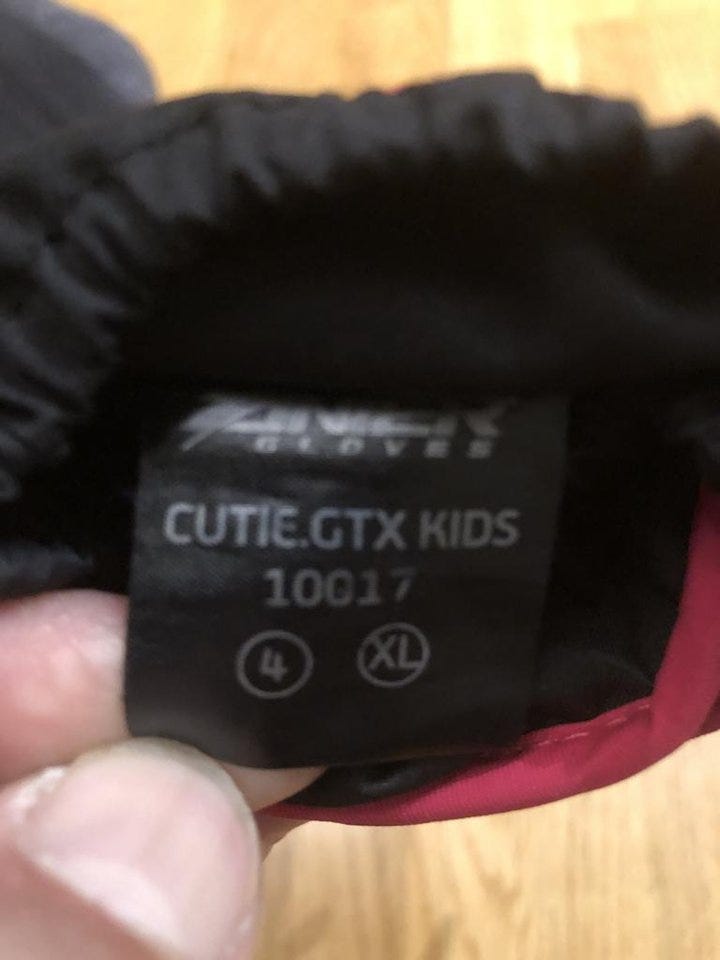 GLOVES
CUTIE.GTX KIDS
10017
4 XL